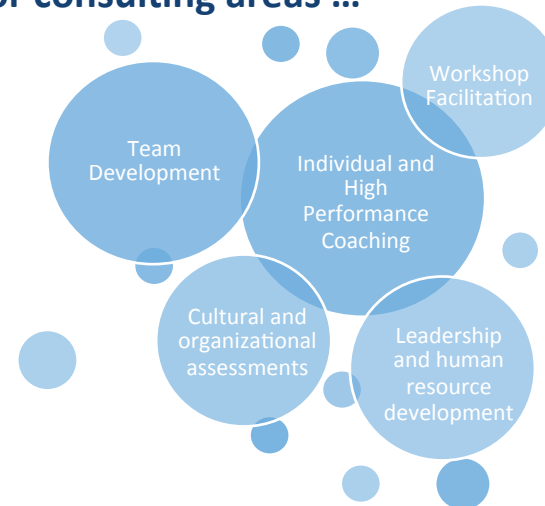 or consulting areas ...
Workshop
Facilitation
Team
Development
Individual and
High
Performance
Coaching
Cultural and
organizational
assessments
Leadership
and human
resource
development